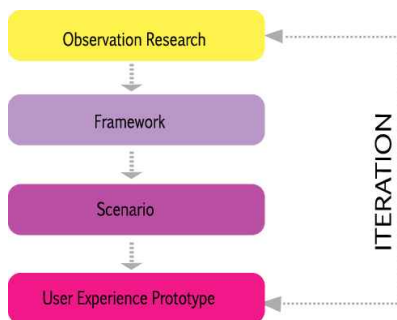 Observation Research
Framework
Scenario
User Experience Prototype
ITERATION